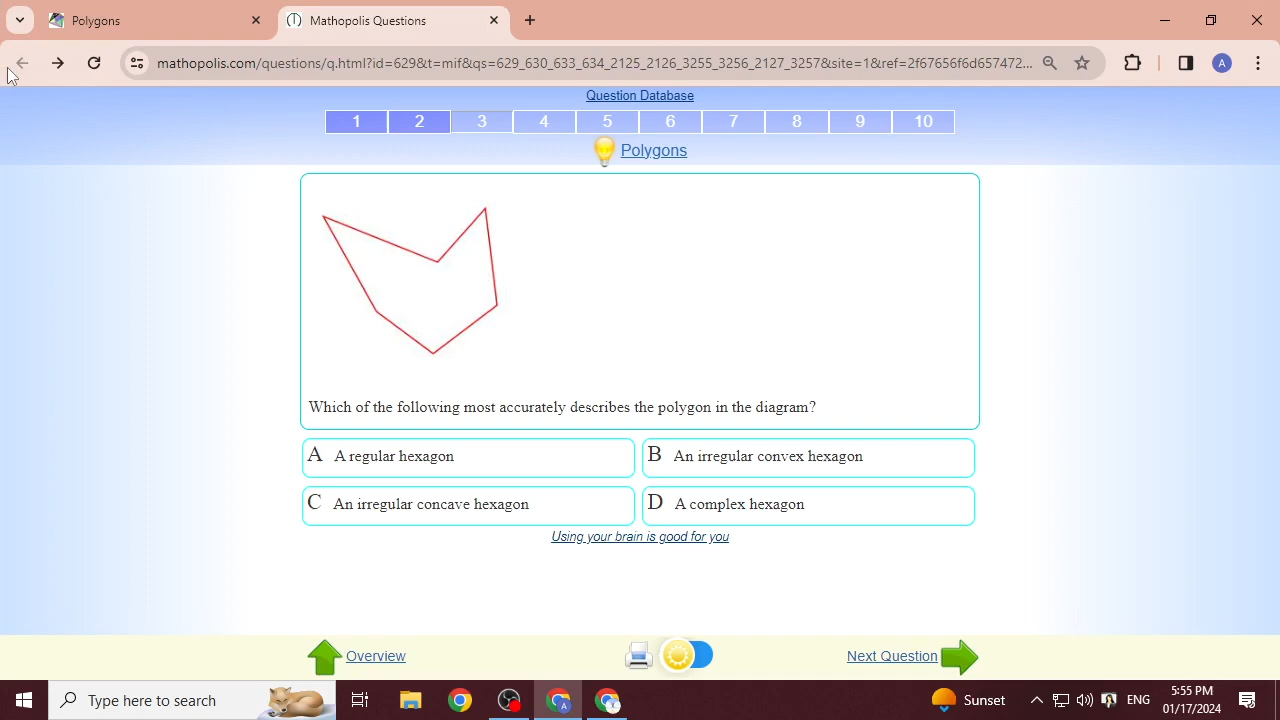 Polygons
Mathopolis Questions
mathopolis.com/questions/q.html?id=629&t=mif&qs=629_630_633_634_2125_2126_3255_3256_2127_3257&site=1&ref=2f67656f6d657472...
A
Question Database
1 2 3 4 5 6 7 8 9 10
Polygons
Which of the following most accurately describes the polygon in the diagram?
A A regular hexagon
B An irregular convex hexagon
C An irregular concave hexagon
D A complex hexagon
Using your brain is good for you
Overview
Next Question
Type here to search
Sunset
ENG
5:55 PM
01/17/2024